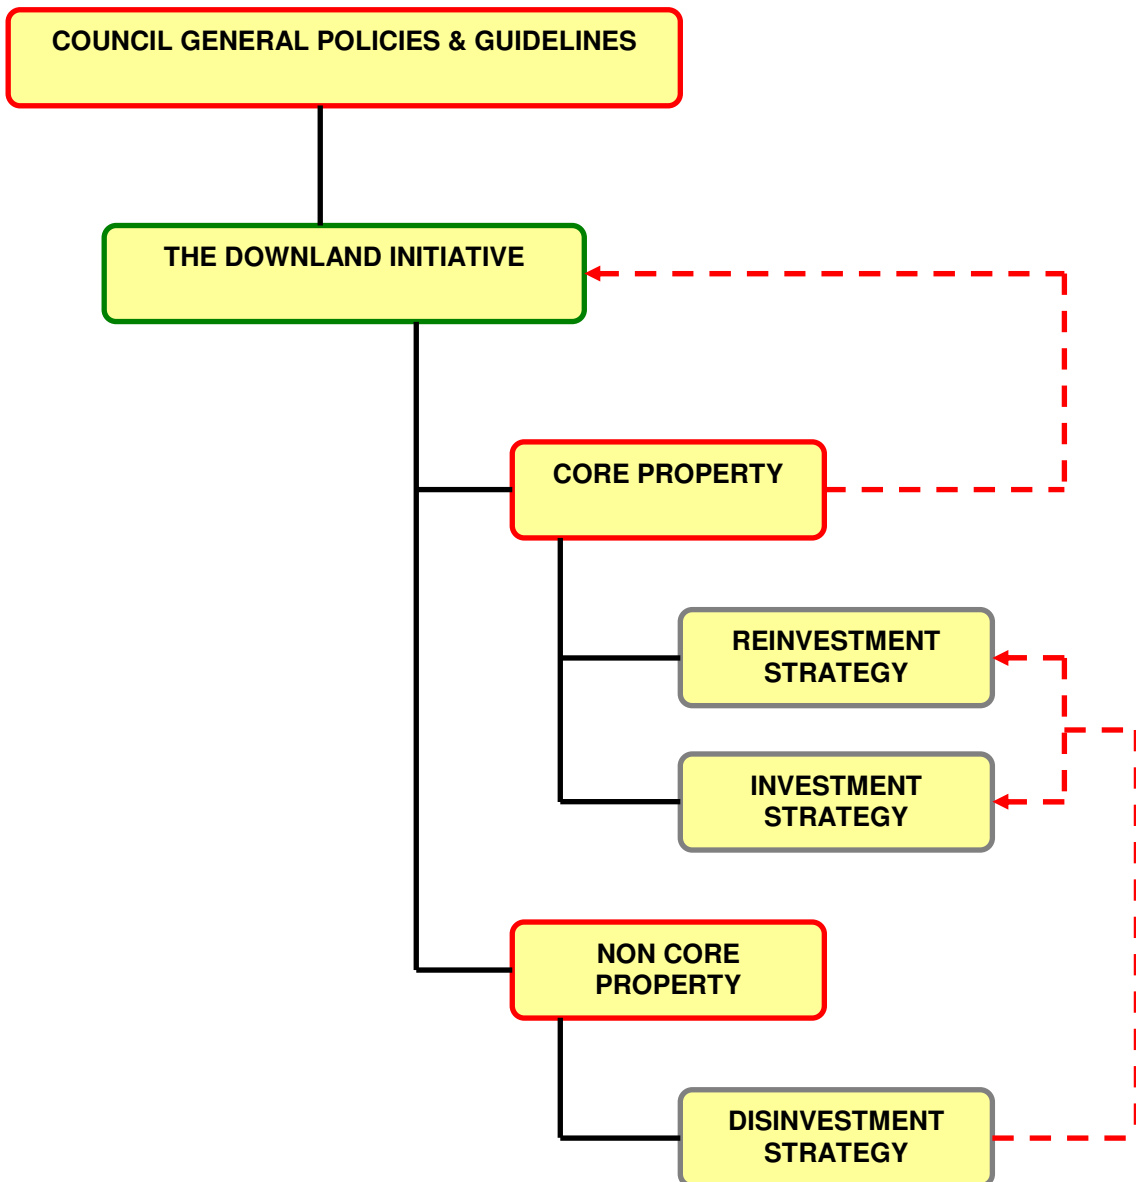 COUNCIL GENERAL POLICIES & GUIDELINES
THE DOWNLAND INITIATIVE
CORE PROPERTY
REINVESTMENT
STRATEGY
INVESTMENT
STRATEGY
NON CORE
PROPERTY
DISINVESTMENT
STRATEGY